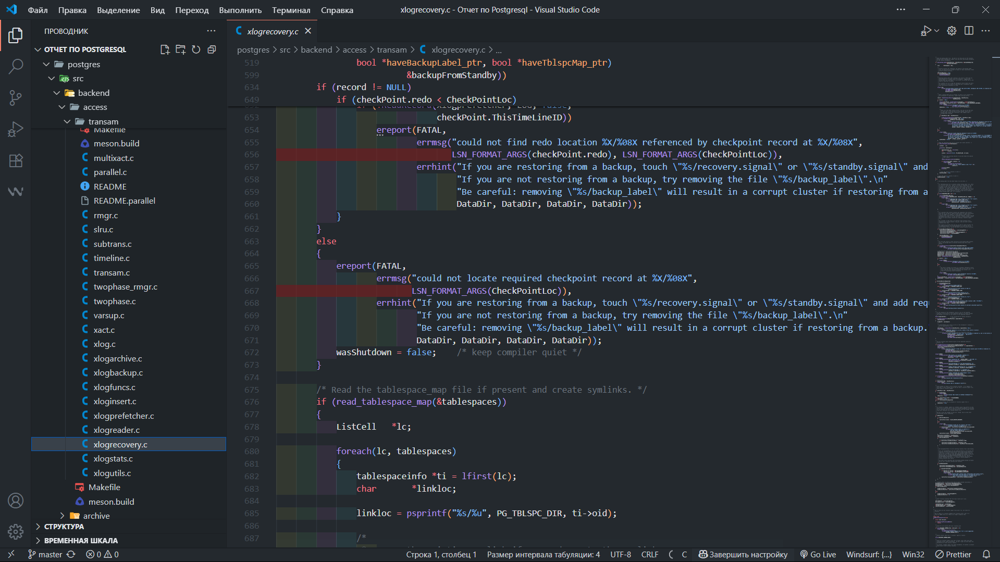 Файл Правка Выделение Вид Переход Выполнить Терминал Справка
xlogrecovery.c - Отчет по Postgresql - Visual Studio Code
ПРОВОДНИК
ОТЧЕТ ПО POSTGRESQL
postgres
src
backend
access
transam
Makefile
meson.build
multixact.c
parallel.c
README
README.parallel
rmgr.c
slru.c
subtrans.c
timeline.c
transam.c
twophase_rmgr.c
twophase.c
varsup.c
xact.c
xlog.c
xlogarchive.c
xlogbackup.c
xlogfuncs.c
xloginsert.c
xlogprefetcher.c
xlogreader.c
xlogrecovery.c
xlogstats.c
xlogutils.c
Makefile
meson.build
archive
СТРУКТУРА
ВРЕМЕННАЯ ШКАЛА
xlogrecovery.c
postgres > src > backend > access > transam > xlogrecovery.c > ...
519 bool *haveBackupLabel_ptr, bool *haveTblspcMap_ptr)
599 &backupFromStandby))
634 if (record != NULL)
649 if (checkPoint.redo < CheckPointLoc)
653 checkPoint.ThisTimeLineID))
654 ereport(FATAL,
655 errmsg("could not find redo location %X/%08X referenced by checkpoint record at %X/%08X",
656 LSN_FORMAT_ARGS(checkPoint.redo), LSN_FORMAT_ARGS(CheckPointLoc)),
657 errhint("If you are restoring from a backup, touch \"%s/recovery.signal\" or \"%s/standby.signal\" and
658 "If you are not restoring from a backup, try removing the file \"%s/backup_label\".\n"
659 "Be careful: removing \"%s/backup_label\" will result in a corrupt cluster if restoring from a
660 DataDir, DataDir, DataDir, DataDir));
661 }
662 }
663 else
664 {
665 ereport(FATAL,
666 errmsg("could not locate required checkpoint record at %X/%08X",
667 LSN_FORMAT_ARGS(CheckPointLoc)),
668 errhint("If you are restoring from a backup, touch \"%s/recovery.signal\" or \"%s/standby.signal\" and add req
669 "If you are not restoring from a backup, try removing the file \"%s/backup_label\".\n"
670 "Be careful: removing \"%s/backup_label\" will result in a corrupt cluster if restoring from a backup.
671 DataDir, DataDir, DataDir, DataDir));
672 wasShutdown = false; /* keep compiler quiet */
673 }
674
675 /* Read the tablespace_map file if present and create symlinks. */
676 if (read_tablespace_map(&tablespaces))
677 {
678 ListCell *lc;
679
680 foreach(lc, tablespaces)
681 {
682 tablespaceinfo *ti = lfirst(lc);
683 char *linkloc;
684
685 linkloc = psprintf("%s/%u", PG_TBLSPC_DIR, ti->oid);
686
687 /*
master 0 0 Строка 1, столбец 1 Размер интервала табуляции: 4 UTF-8 CRLF C Завершить настройку Go Live Windsurf: {...} Win32 Prettier